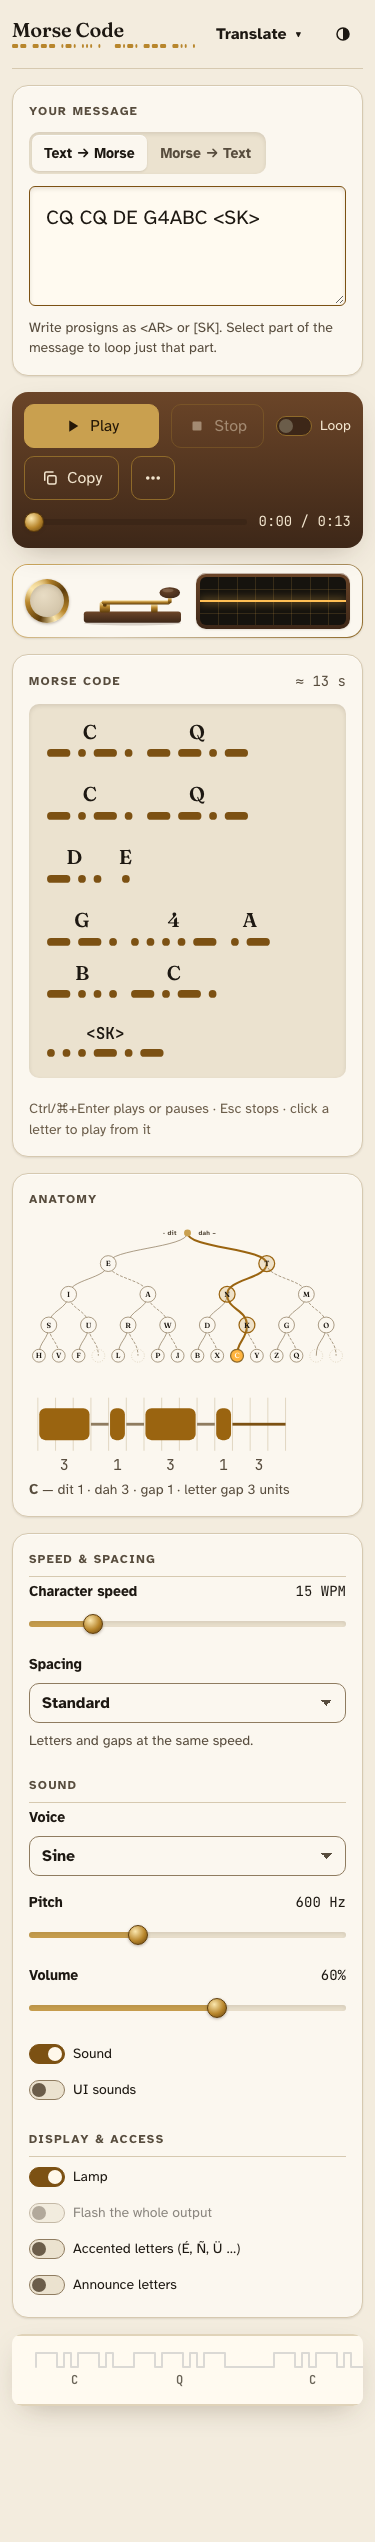 Morse Code
Translate ▾
YOUR MESSAGE
Text → Morse Morse → Text
CQ CQ DE G4ABC <SK>
Write prosigns as <AR> or [SK]. Select part of the
message to loop just that part.
Play Stop Loop
Copy ···
0:00 / 0:13
MORSE CODE ≈ 13 s
C Q
C Q
D E
G 4 A
B C
<SK>
Ctrl/⌘+Enter plays or pauses · Esc stops · click a
letter to play from it
ANATOMY
· dit dah –
E T
I A N M
S U R W D K G O
H V F L P J B X C Y Z Q
3 1 3 1 3
C — dit 1 · dah 3 · gap 1 · letter gap 3 units
SPEED & SPACING
Character speed 15 WPM
Spacing
Standard
Letters and gaps at the same speed.
SOUND
Voice
Sine
Pitch 600 Hz
Volume 60%
Sound
UI sounds
DISPLAY & ACCESS
Lamp
Flash the whole output
Accented letters (É, Ñ, Ü …)
Announce letters
C Q C